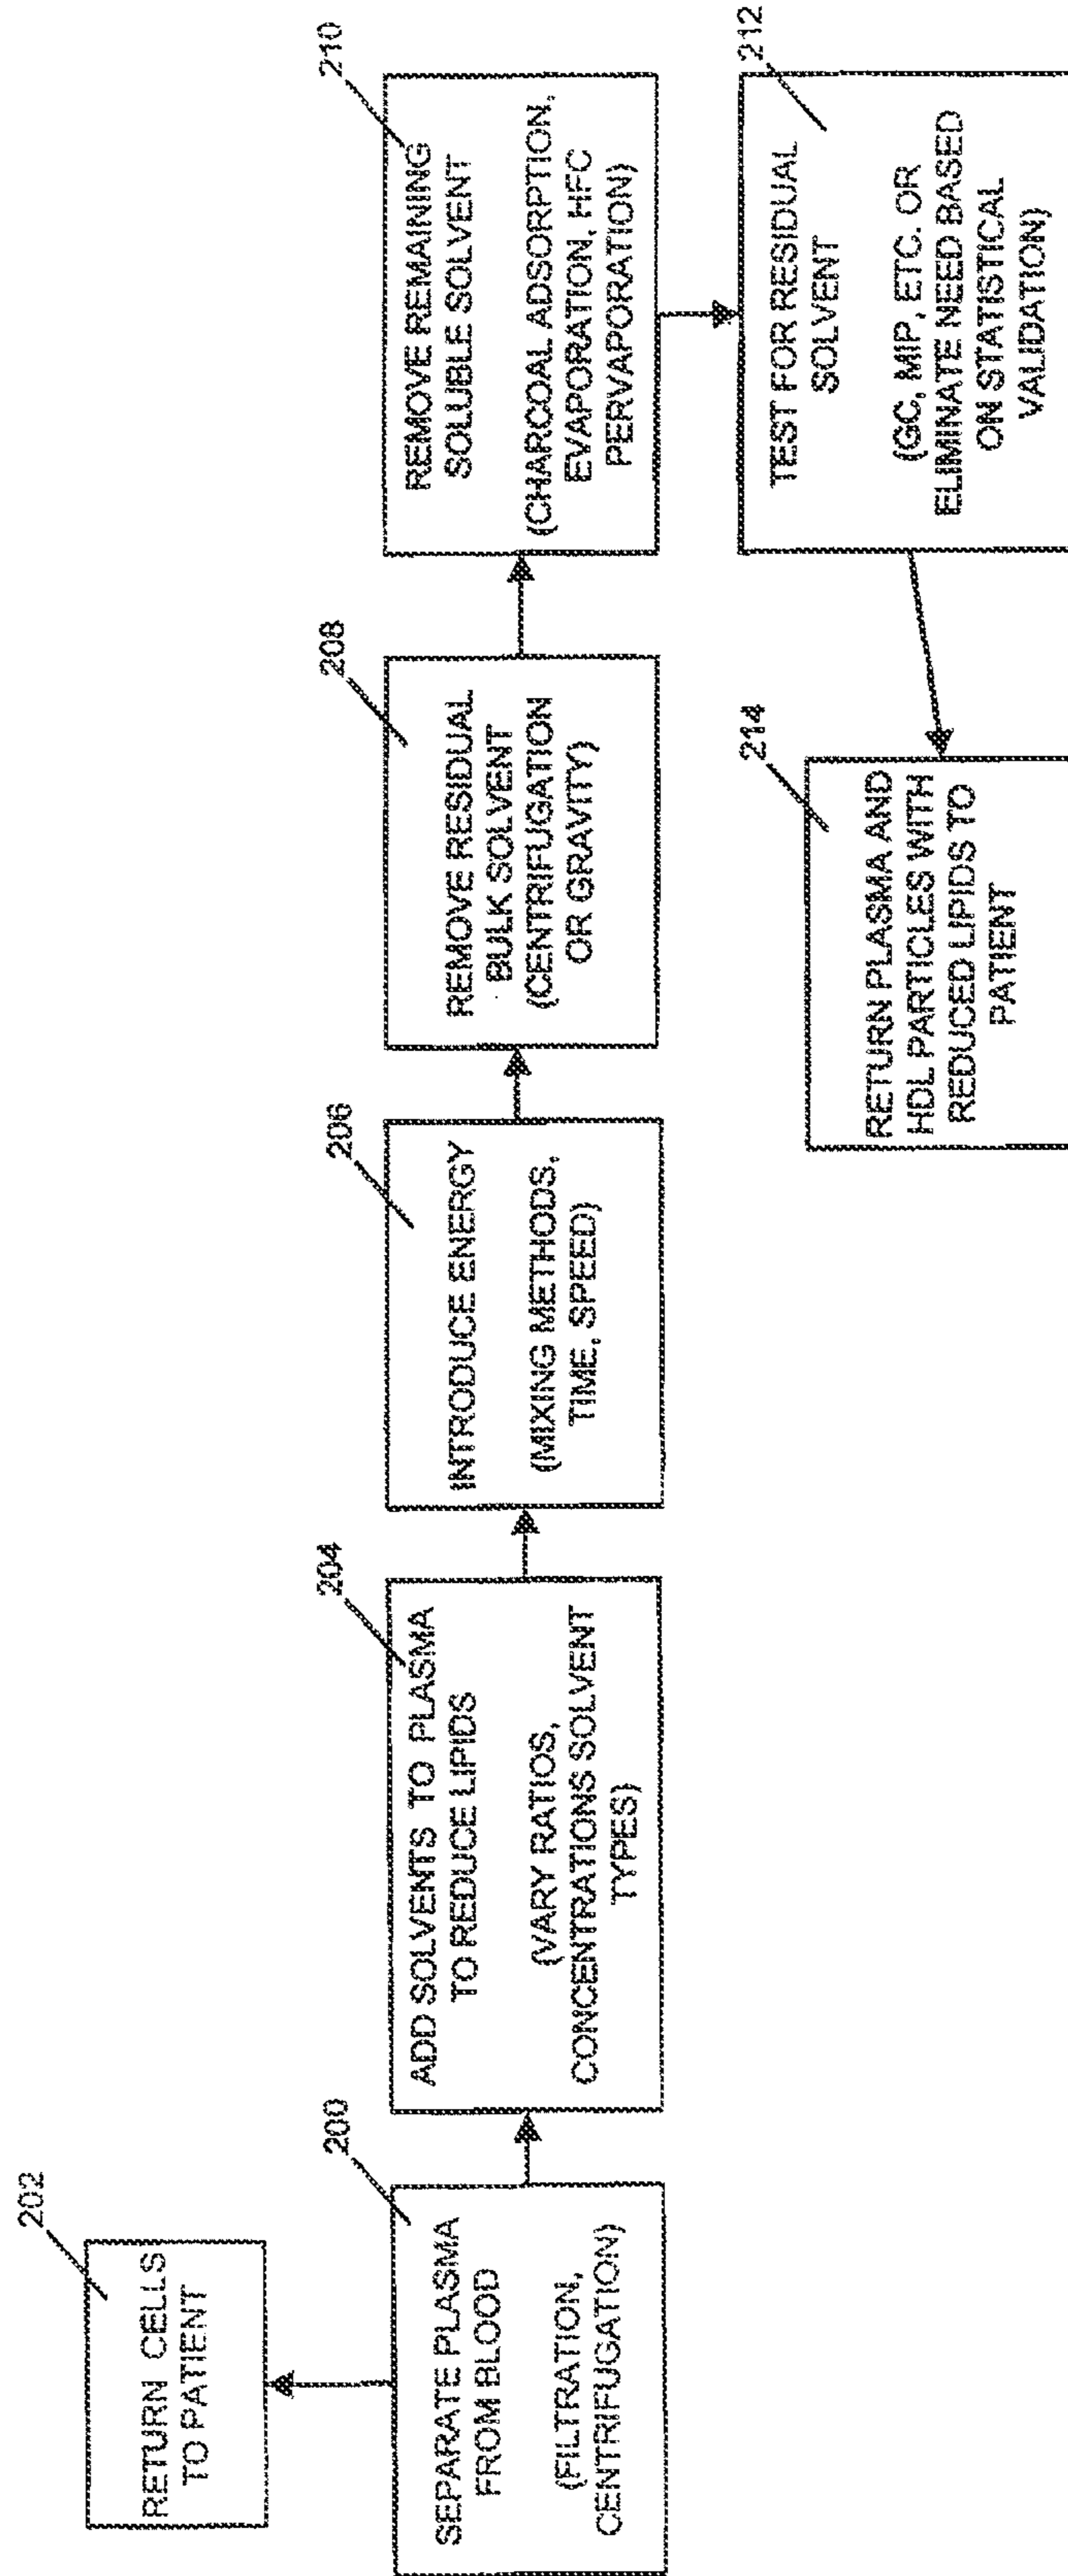 202
RETURN CELLS
TO PATIENT
200
SEPARATE PLASMA
FROM BLOOD
(FILTRATION,
CENTRIFUGATION)
204
ADD SOLVENTS TO PLASMA
TO REDUCE LIPIDS
(VARY RATIOS,
CONCENTRATIONS SOLVENT
TYPES)
206
INTRODUCE ENERGY
(MIXING METHODS,
TIME, SPEED)
208
REMOVE RESIDUAL
BULK SOLVENT
(CENTRIFUGATION
OR GRAVITY)
210
REMOVE REMAINING
SOLUBLE SOLVENT
(CHARCOAL ADSORPTION,
EVAPORATION, HFC
PERVAPORATION)
212
TEST FOR RESIDUAL
SOLVENT
(GC, MIP, ETC. OR
ELIMINATE NEED BASED
ON STATISTICAL
VALIDATION)
214
RETURN PLASMA AND
HDL PARTICLES WITH
REDUCED LIPIDS TO
PATIENT